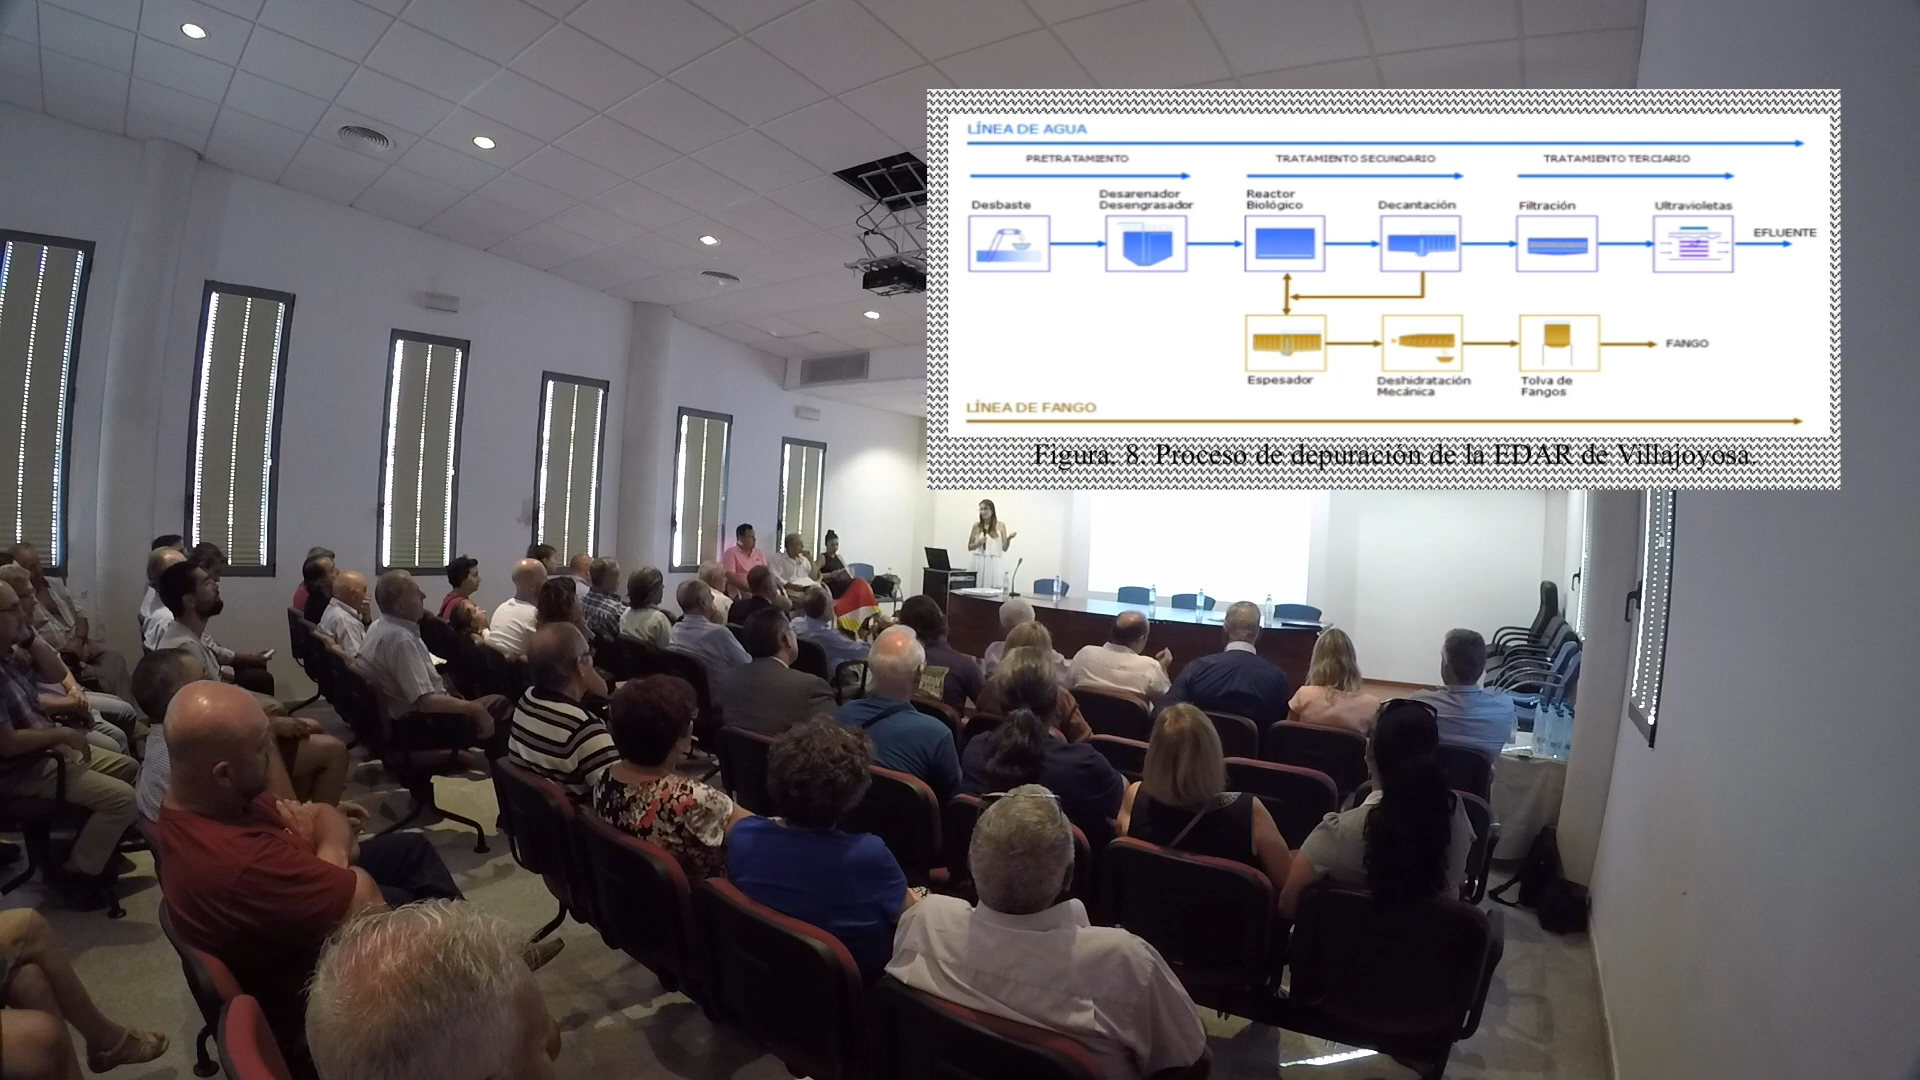 LÍNEA DE AGUA
PRETRATAMIENTO TRATAMIENTO SECUNDARIO TRATAMIENTO TERCIARIO
Desbaste
Desarenador
Desengrasador
Reactor
Biológico
Decantación
Filtración
Ultravioletas
EFLUENTE
Espesador
Deshidratación
Mecánica
Tolva de
Fangos
FANGO
LÍNEA DE FANGO
Figura. 8. Proceso de depuración de la EDAR de Villajoyosa.